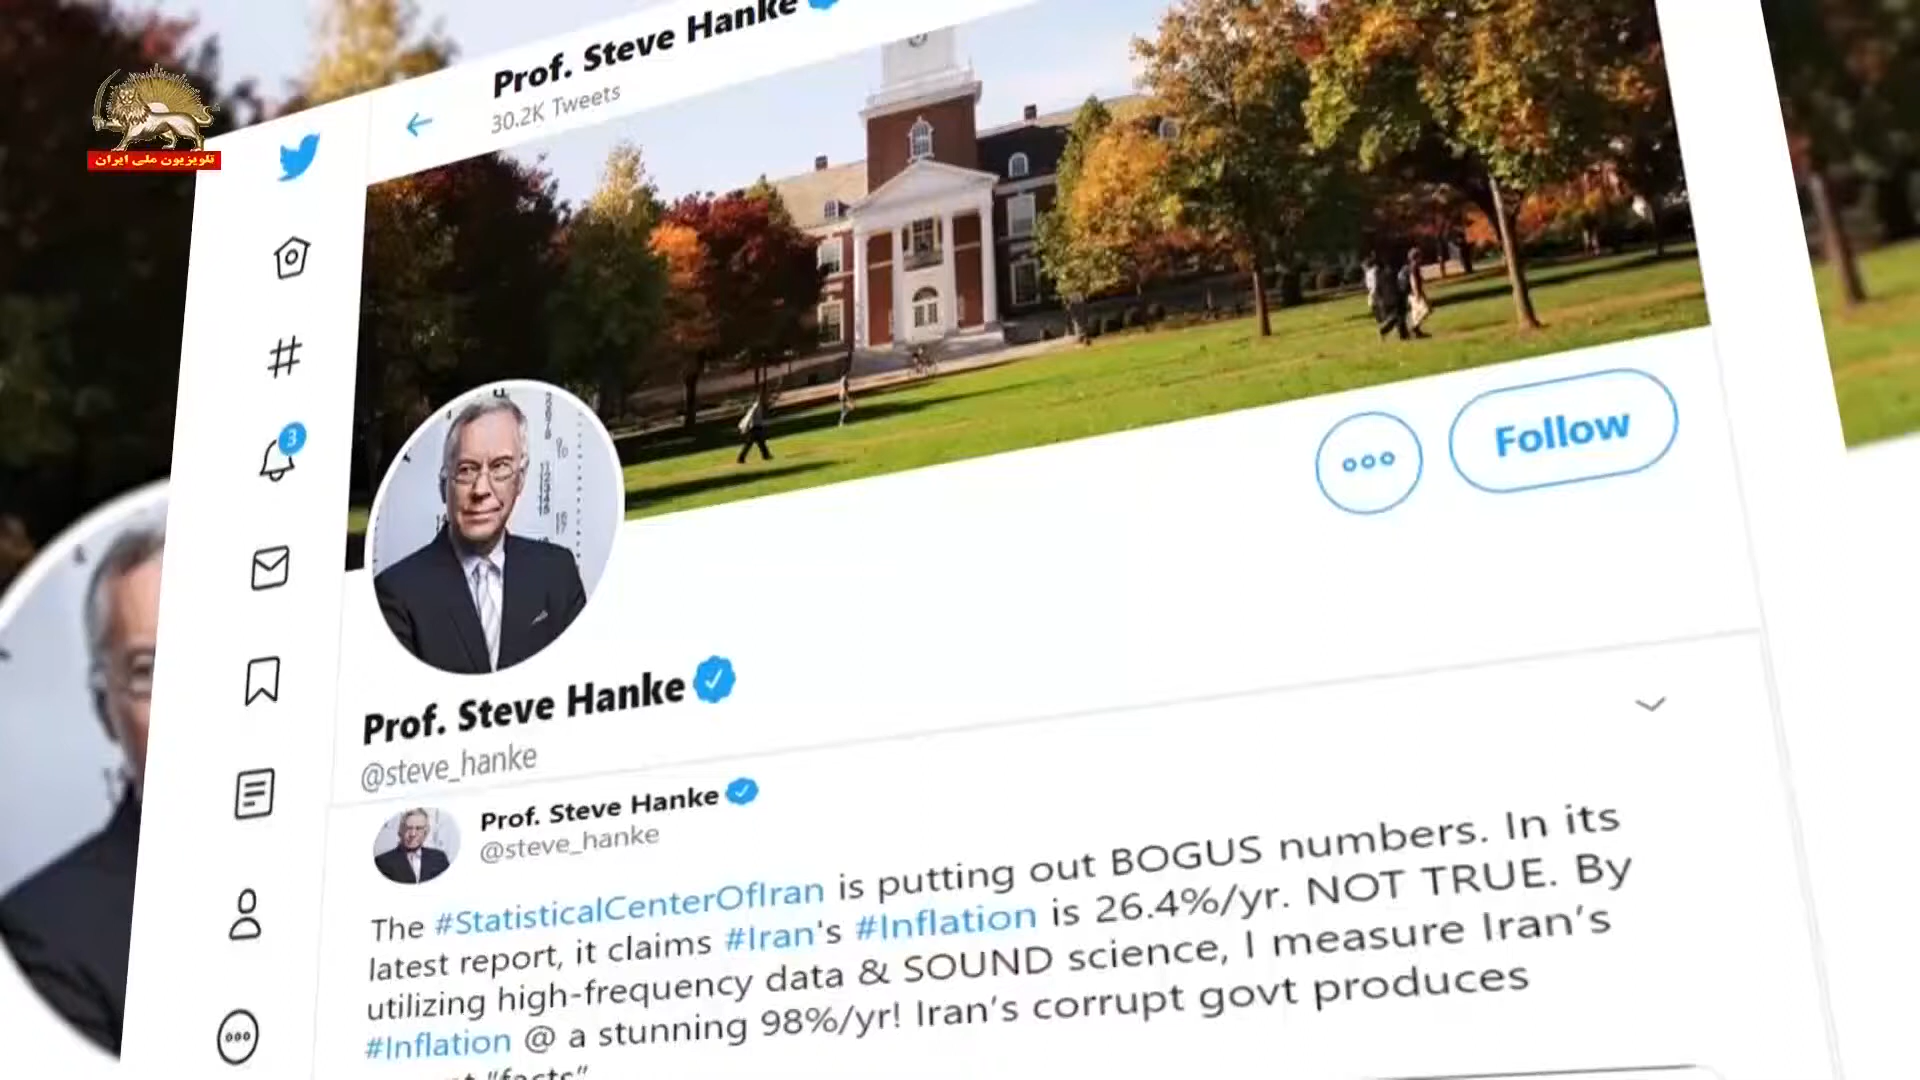 Prof. Steve Hanke
30.2K Tweets
تلویزیون ملی ایران
3
Follow
Prof. Steve Hanke
@steve_hanke
Prof. Steve Hanke
@steve_hanke
The #StatisticalCenterOfIran is putting out BOGUS numbers. In its
latest report, it claims #Iran's #Inflation is 26.4%/yr. NOT TRUE. By
utilizing high-frequency data & SOUND science, I measure Iran's
#Inflation @ a stunning 98%/yr! Iran's corrupt govt produces
"facts"